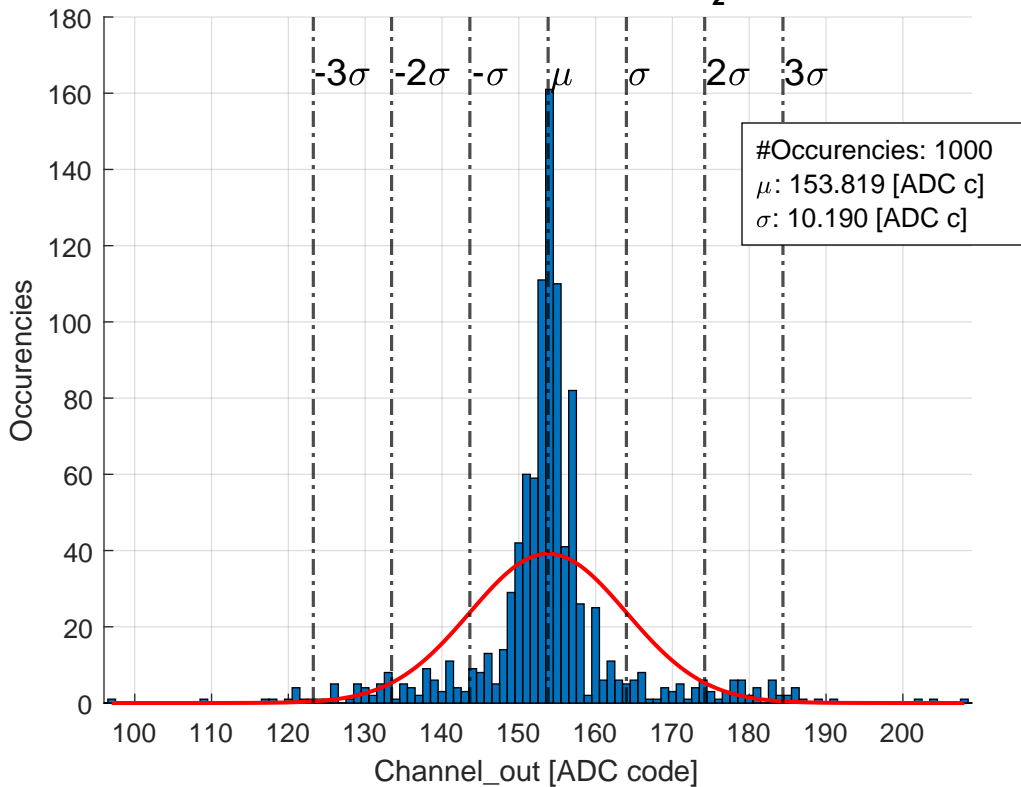 2
180
160
140
120
100
80
60
40
20
0
-3σ -2σ -σ μ σ 2σ 3σ
#Occurencies: 1000
μ: 153.819 [ADC c]
σ: 10.190 [ADC c]
Occurencies
100 110 120 130 140 150 160 170 180 190 200
Channel_out [ADC code]